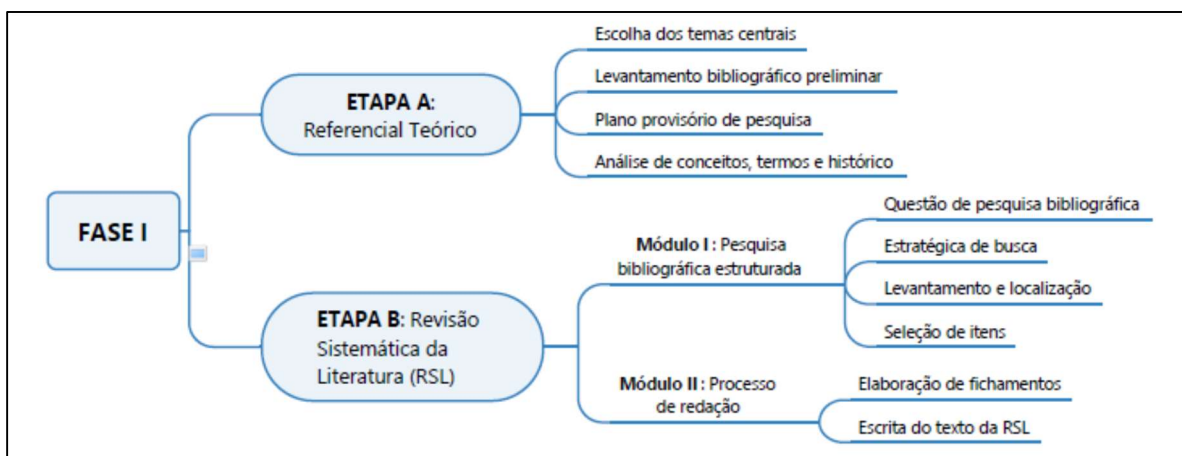 FASE I
ETAPA A:
Referencial Teórico
Escolha dos temas centrais
Levantamento bibliográfico preliminar
Plano provisório de pesquisa
Análise de conceitos, termos e histórico
ETAPA B: Revisão
Sistemática da
Literatura (RSL)
Módulo I : Pesquisa
bibliográfica estruturada
Questão de pesquisa bibliográfica
Estratégica de busca
Levantamento e localização
Seleção de itens
Módulo II : Processo
de redação
Elaboração de fichamentos
Escrita do texto da RSL